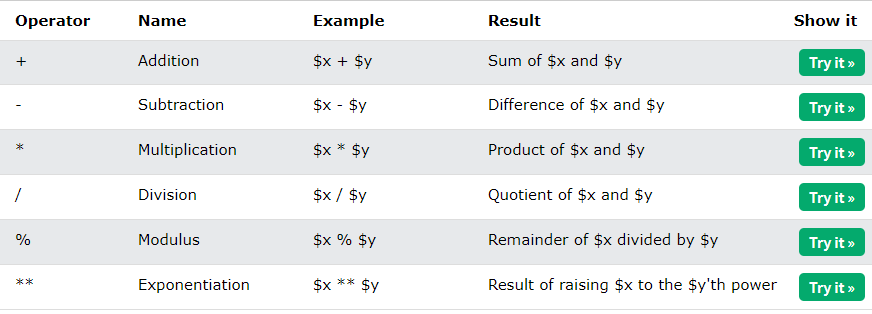 Operator Name Example Result Show it
+ Addition $x + $y Sum of $x and $y Try it »
- Subtraction $x - $y Difference of $x and $y Try it »
* Multiplication $x * $y Product of $x and $y Try it »
/ Division $x / $y Quotient of $x and $y Try it »
% Modulus $x % $y Remainder of $x divided by $y Try it »
** Exponentiation $x ** $y Result of raising $x to the $y'th power Try it »